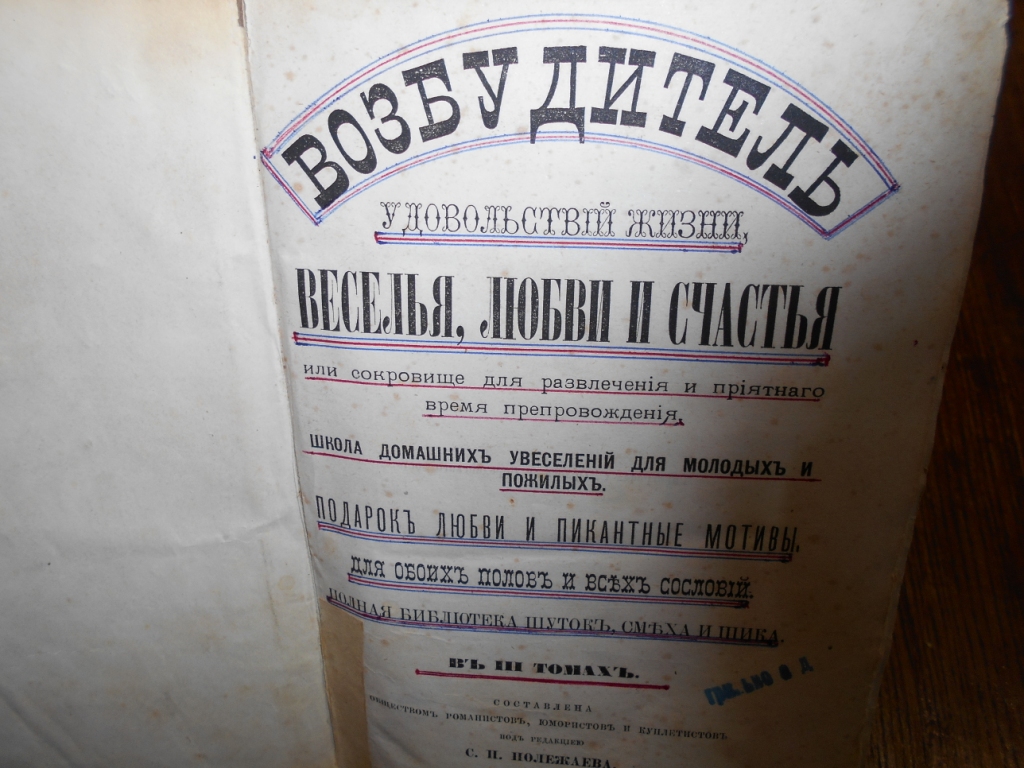 ВОЗБУДИТЕЛЬ
УДОВОЛЬСТВІЙ ЖИЗНИ,
ВЕСЕЛЬЯ, ЛЮБВИ И СЧАСТЬЯ
или сокровище для развлеченія и пріятнаго
время препровожденія,
ШКОЛА ДОМАШНИХЪ УВЕСЕЛЕНІЙ ДЛЯ МОЛОДЫХЪ И
ПОЖИЛЫХЪ.
ПОДАРОКЪ ЛЮБВИ И ПИКАНТНЫЕ МОТИВЫ.
ДЛЯ ОБОИХЪ ПОЛОВЪ И ВСѢХЪ СОСЛОВІЙ.
ПОЛНАЯ БИБЛІОТЕКА ШУТОКЪ, СМѢХА И ШИКА.
ВЪ III ТОМАХЪ.
СОСТАВЛЕНА
ОБЩЕСТВОМЪ РОМАНИСТОВЪ, ЮМОРИСТОВЪ И КУПЛЕТИСТОВЪ
ПОДЪ РЕДАКЦІЕЮ
С. П. ПОЛЕЖАЕВА.